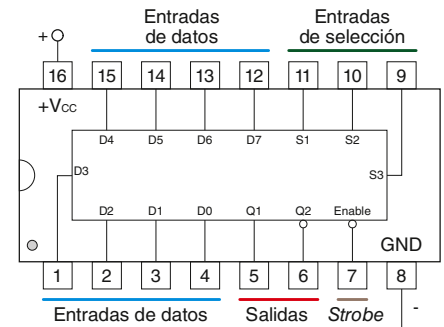 Entradas
de datos
Entradas
de selección
+
16 15 14 13 12 11 10 9
+Vcc
D4 D5 D6 D7 S1 S2
D3
S3
D2 D1 D0 Q1 Q2 Enable
GND
1 2 3 4 5 6 7 8
Entradas de datos Salidas Strobe -